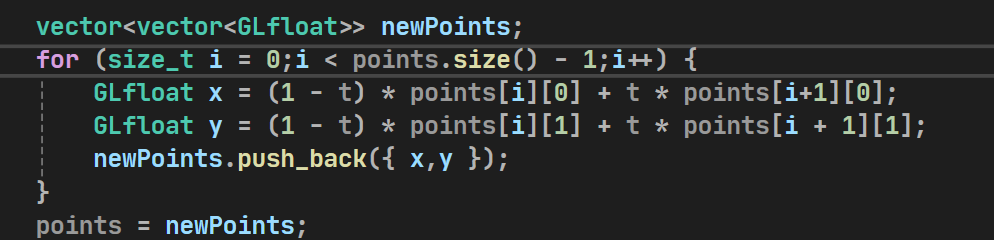 vector<vector<GLfloat>> newPoints;
for (size_t i = 0;i < points.size() - 1;i++) {
GLfloat x = (1 - t) * points[i][0] + t * points[i+1][0];
GLfloat y = (1 - t) * points[i][1] + t * points[i + 1][1];
newPoints.push_back({ x,y });
}
points = newPoints;